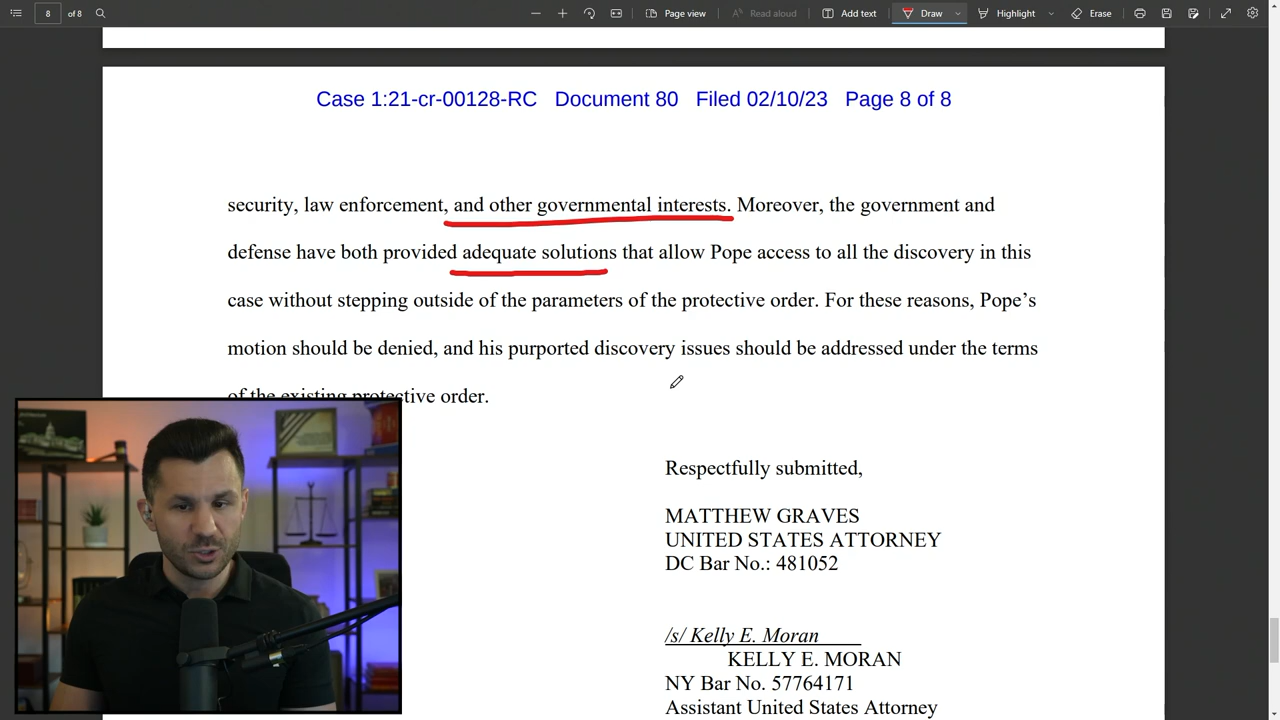 8 of 8
Page view
Read aloud
Add text
Draw
Highlight
Erase
Case 1:21-cr-00128-RC Document 80 Filed 02/10/23 Page 8 of 8
security, law enforcement, and other governmental interests. Moreover, the government and
defense have both provided adequate solutions that allow Pope access to all the discovery in this
case without stepping outside of the parameters of the protective order. For these reasons, Pope's
motion should be denied, and his purported discovery issues should be addressed under the terms
of the existing protective order.
Respectfully submitted,
MATTHEW GRAVES
UNITED STATES ATTORNEY
DC Bar No.: 481052
/s/ Kelly E. Moran
KELLY E. MORAN
NY Bar No. 57764171
Assistant United States Attorney